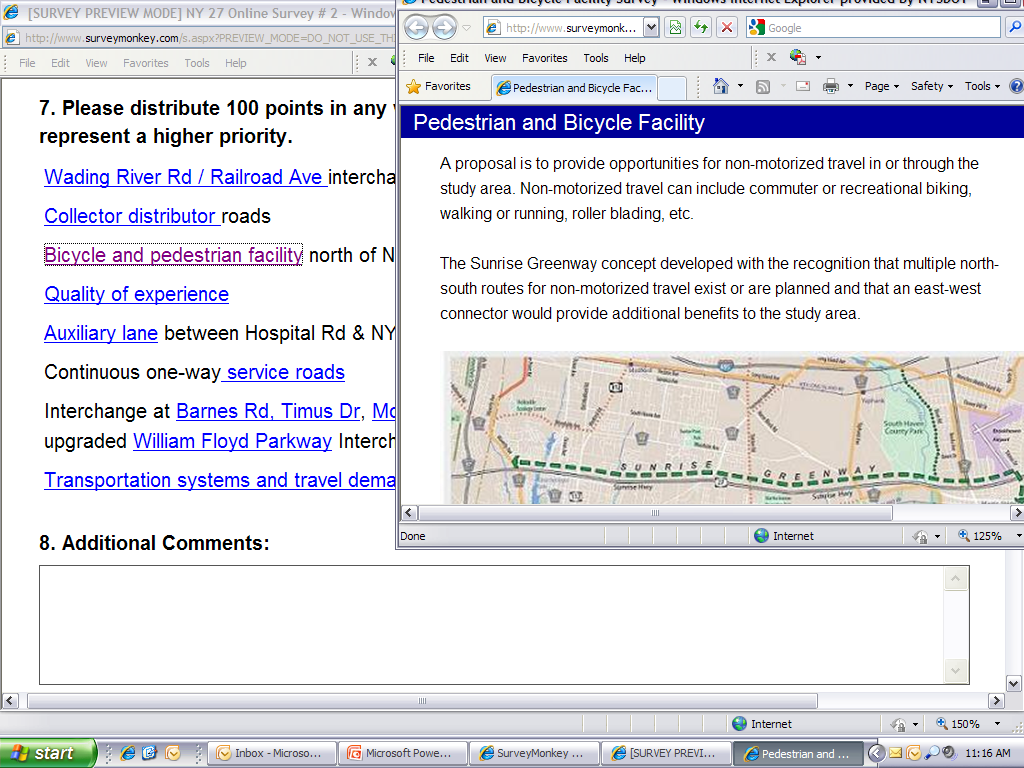 [SURVEY PREVIEW MODE] NY 27 Online Survey # 2 - Window
http://www.surveymonkey.com/s.aspx?PREVIEW_MODE=DO_NOT_USE_TH
File Edit View Favorites Tools Help
7. Please distribute 100 points in any
represent a higher priority.
Wading River Rd / Railroad Ave intercha
Collector distributor roads
Bicycle and pedestrian facility north of N
Quality of experience
Auxiliary lane between Hospital Rd & NY
Continuous one-way service roads
Interchange at Barnes Rd, Timus Dr, Mo
upgraded William Floyd Parkway Interch
Transportation systems and travel dema
8. Additional Comments:
Internet 150%
Pedestrian and Bicycle Facility Survey - Windows Internet Explorer provided by NYSDOT
http://www.surveymonk... Google
File Edit View Favorites Tools Help
Favorites Pedestrian and Bicycle Fac... Page Safety Tools
Pedestrian and Bicycle Facility
A proposal is to provide opportunities for non-motorized travel in or through the
study area. Non-motorized travel can include commuter or recreational biking,
walking or running, roller blading, etc.
The Sunrise Greenway concept developed with the recognition that multiple north-
south routes for non-motorized travel exist or are planned and that an east-west
connector would provide additional benefits to the study area.
South Haven
County Park
SUNRISE GREENWAY
Sunrise Hwy Sunrise Hwy
Done Internet 125%
start Inbox - Microso... Microsoft Powe... SurveyMonkey ... [SURVEY PREVI... Pedestrian and ... 11:16 AM